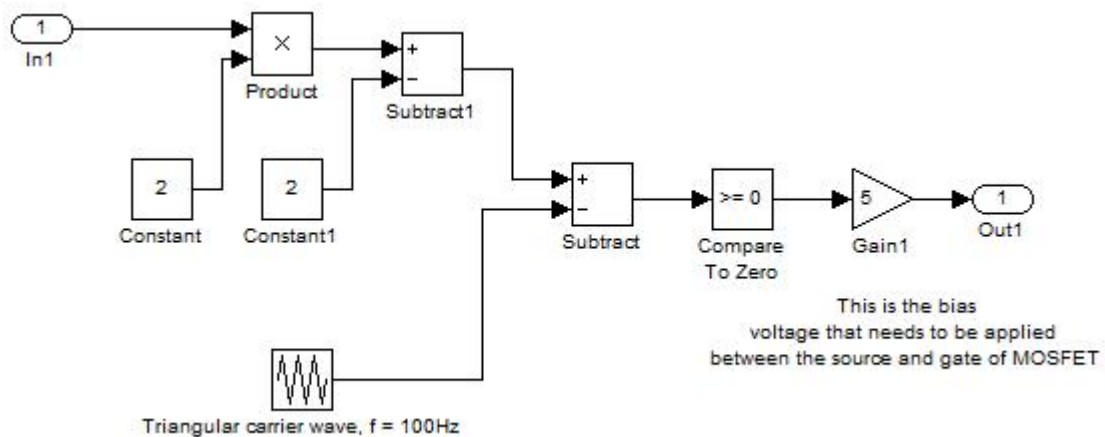 1
In1
×
Product
+
−
Subtract1
2
Constant
2
Constant1
+
−
Subtract
>= 0
Compare
To Zero
5
Gain1
1
Out1
This is the bias
voltage that needs to be applied
between the source and gate of MOSFET
Triangular carrier wave, f = 100Hz